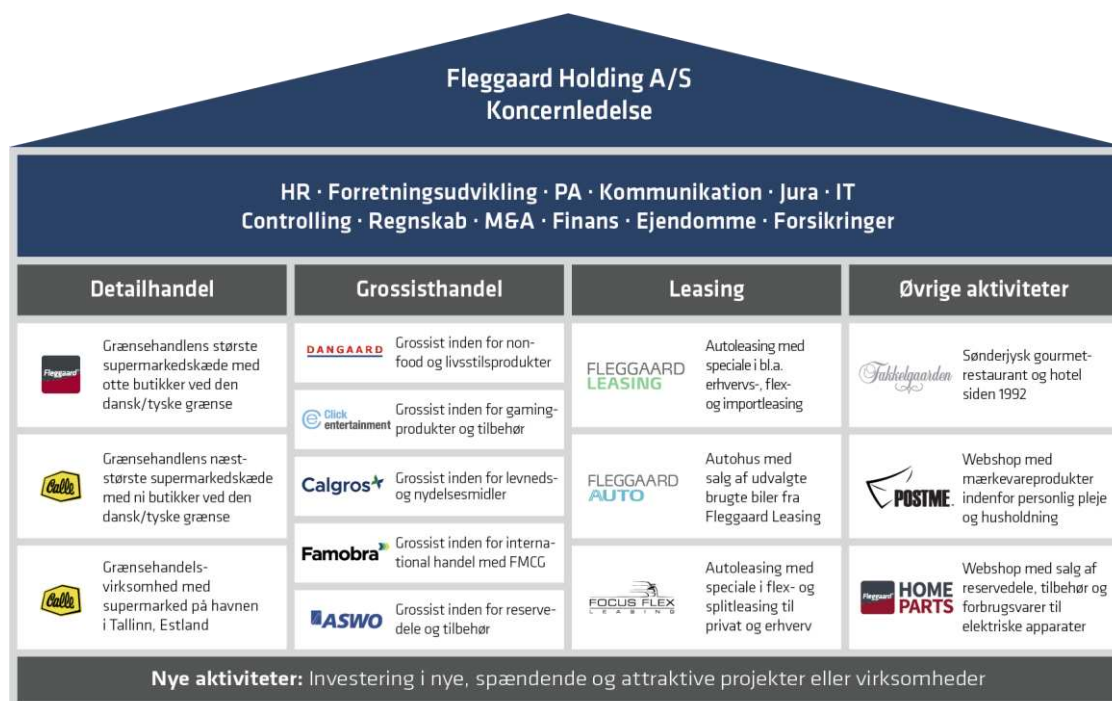 Fleggaard Holding A/S
Koncernledelse
HR · Forretningsudvikling · PA · Kommunikation · Jura · IT
Controlling · Regnskab · M&A · Finans · Ejendomme · Forsikringer
Detailhandel
Fleggaard
Grænsehandlens største
supermarkedskæde med
otte butikker ved den
dansk/tyske grænse
Calle
Grænsehandlens næst-
største supermarkedskæde
med ni butikker ved den
dansk/tyske grænse
Calle
Grænsehandels-
virksomhed med
supermarked på havnen
i Tallinn, Estland
Grossisthandel
DANGAARD
Grossist inden for non-
food og livsstilsprodukter
e Click
entertainment
Grossist inden for gaming-
produkter og tilbehør
Calgros
Grossist inden for levneds-
og nydelsesmidler
Famobra
Grossist inden for interna-
tional handel med FMCG
ASWO
Grossist inden for reserve-
dele og tilbehør
Leasing
FLEGGAARD
LEASING
Autoleasing med
speciale i bl.a.
erhvervs-, flex-
og importleasing
FLEGGAARD
AUTO
Autohus med
salg af udvalgte
brugte biler fra
Fleggaard Leasing
FOCUS FLEX
LEASING
Autoleasing med
speciale i flex- og
splitleasing til
privat og erhverv
Øvrige aktiviteter
Fakkelgaarden
Sønderjysk gourmet-
restaurant og hotel
siden 1992
POSTME.
Webshop med
mærkevareprodukter
indenfor personlig pleje
og husholdning
Fleggaard
HOME
PARTS
Webshop med salg af
reservedele, tilbehør og
forbrugsvarer til
elektriske apparater
Nye aktiviteter: Investering i nye, spændende og attraktive projekter eller virksomheder